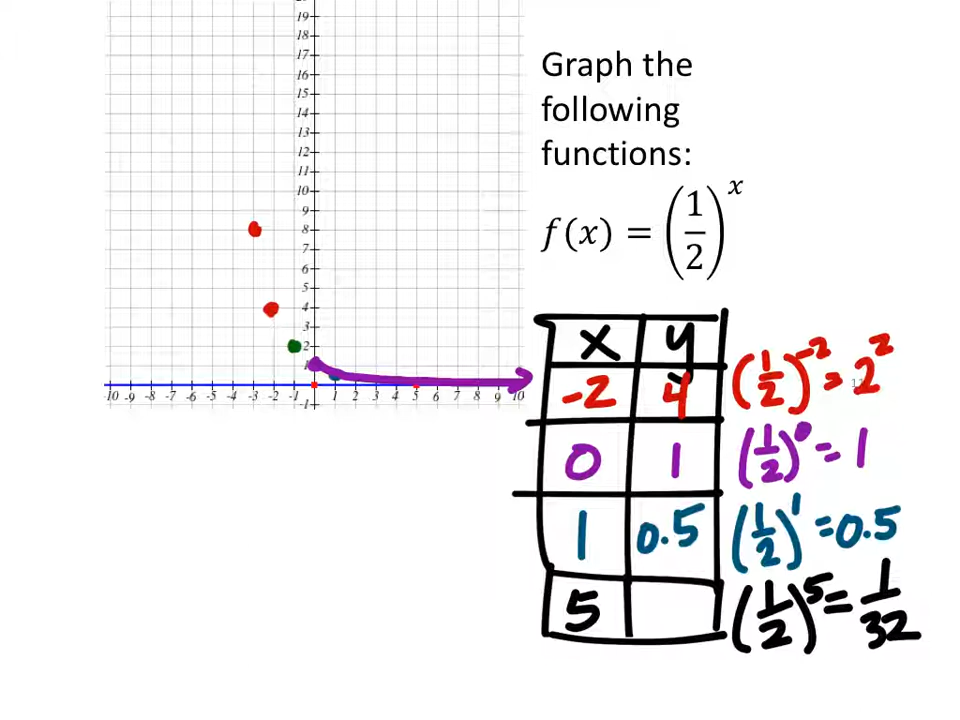 Graph the
following
functions:
f(x) = (1/2)^x
19
18
17
16
15
14
13
12
11
10
9
8
7
6
5
4
3
2
1
-10 -9 -8 -7 -6 -5 -4 -3 -2 -1 1 2 3 4 5 6 7 8 9 10
-1
x y
-2 4 (1/2)^-2 = 2^2
0 1 (1/2)^0 = 1
1 0.5 (1/2)^1 = 0.5
5 (1/2)^5 = 1/32